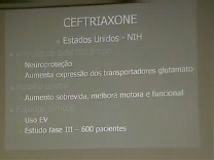 CEFTRIAXONE
Estados Unidos - NIH
Neuroproteção
Aumenta expressão dos transportadores glutamato
Aumento sobrevida, melhora motora e funcional
Uso EV
Estudo fase III - 600 pacientes